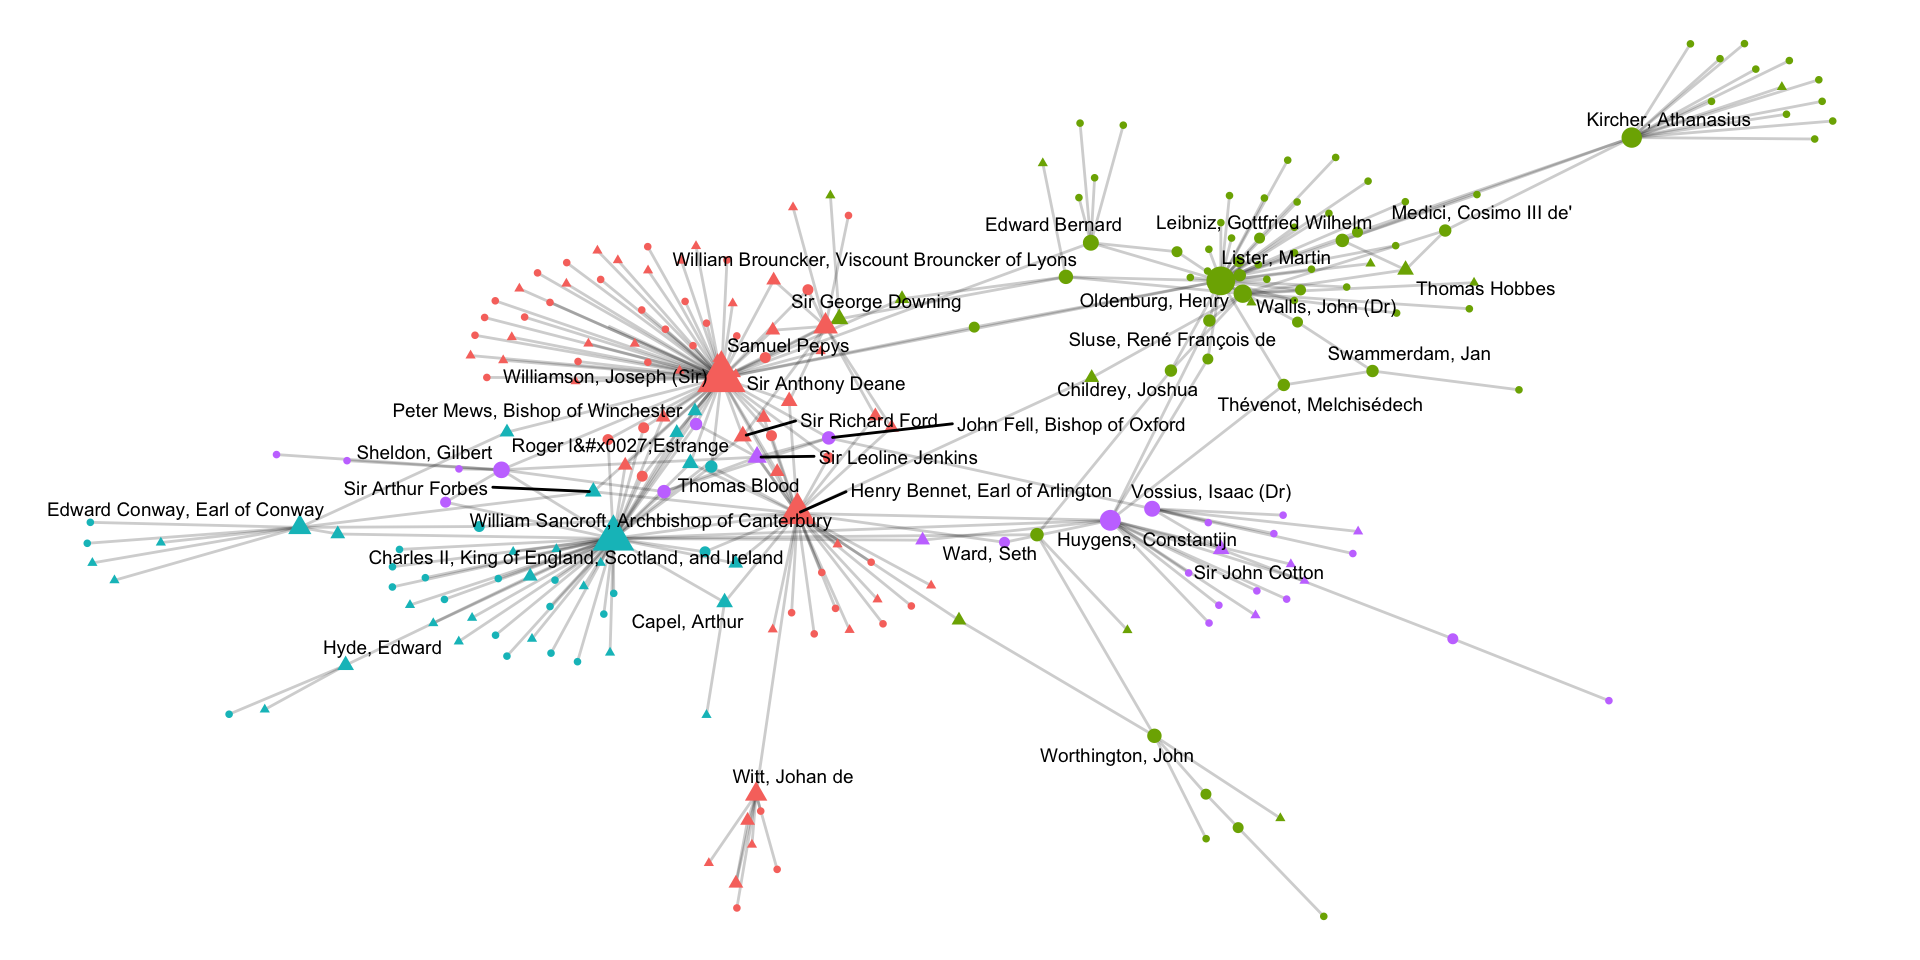 Kircher, Athanasius
Edward Bernard
Leibniz, Gottfried Wilhelm
Medici, Cosimo III de'
William Brouncker, Viscount Brouncker of Lyons
Lister, Martin
Thomas Hobbes
Sir George Downing
Oldenburg, Henry
Wallis, John (Dr)
Samuel Pepys
Sluse, René François de
Swammerdam, Jan
Williamson, Joseph (Sir)
Sir Anthony Deane
Childrey, Joshua
Thévenot, Melchisédech
Peter Mews, Bishop of Winchester
Sir Richard Ford
John Fell, Bishop of Oxford
Roger l&#x0027;Estrange
Sheldon, Gilbert
Sir Leoline Jenkins
Sir Arthur Forbes
Thomas Blood
Henry Bennet, Earl of Arlington
Vossius, Isaac (Dr)
Edward Conway, Earl of Conway
William Sancroft, Archbishop of Canterbury
Huygens, Constantijn
Ward, Seth
Charles II, King of England, Scotland, and Ireland
Sir John Cotton
Capel, Arthur
Hyde, Edward
Worthington, John
Witt, Johan de